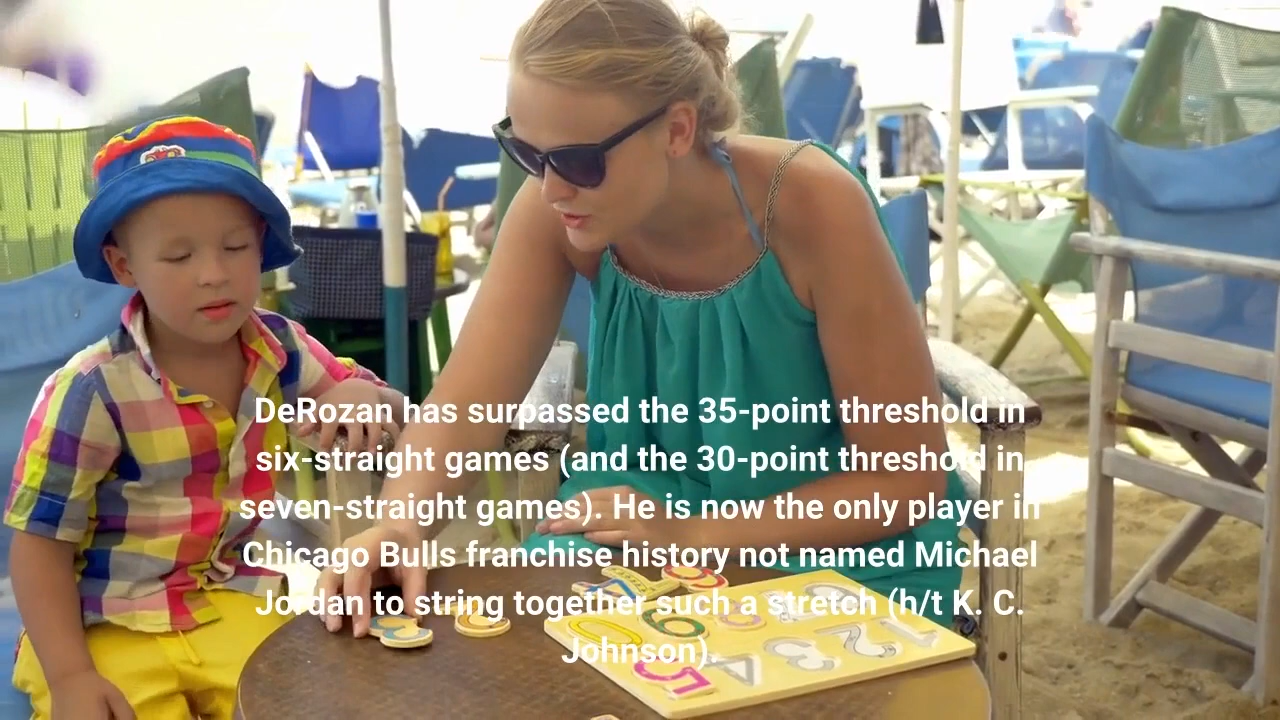 DeRozan has surpassed the 35-point threshold in
six-straight games (and the 30-point threshold in
seven-straight games). He is now the only player in
Chicago Bulls franchise history not named Michael
Jordan to string together such a stretch (h/t K. C.
Johnson).